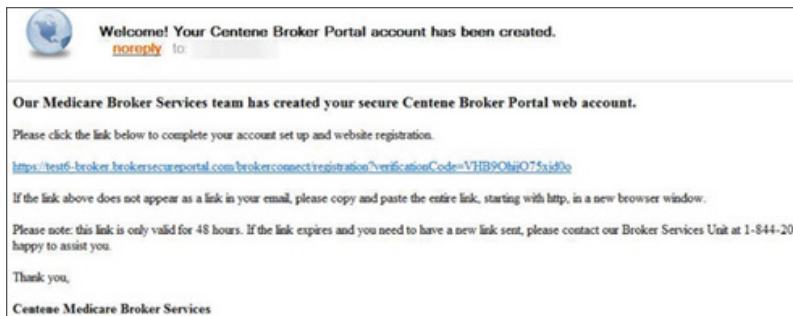 Welcome! Your Centene Broker Portal account has been created.
noreply to:
Our Medicare Broker Services team has created your secure Centene Broker Portal web account.
Please click the link below to complete your account set up and website registration.
https://test6-broker.brokersecureportal.com/brokerconnect/registration?verificationCode=VHB9OhijO75xid0o
If the link above does not appear as a link in your email, please copy and paste the entire link, starting with http, in a new browser window.
Please note: this link is only valid for 48 hours. If the link expires and you need to have a new link sent, please contact our Broker Services Unit at 1-844-20
happy to assist you.
Thank you,
Centene Medicare Broker Services